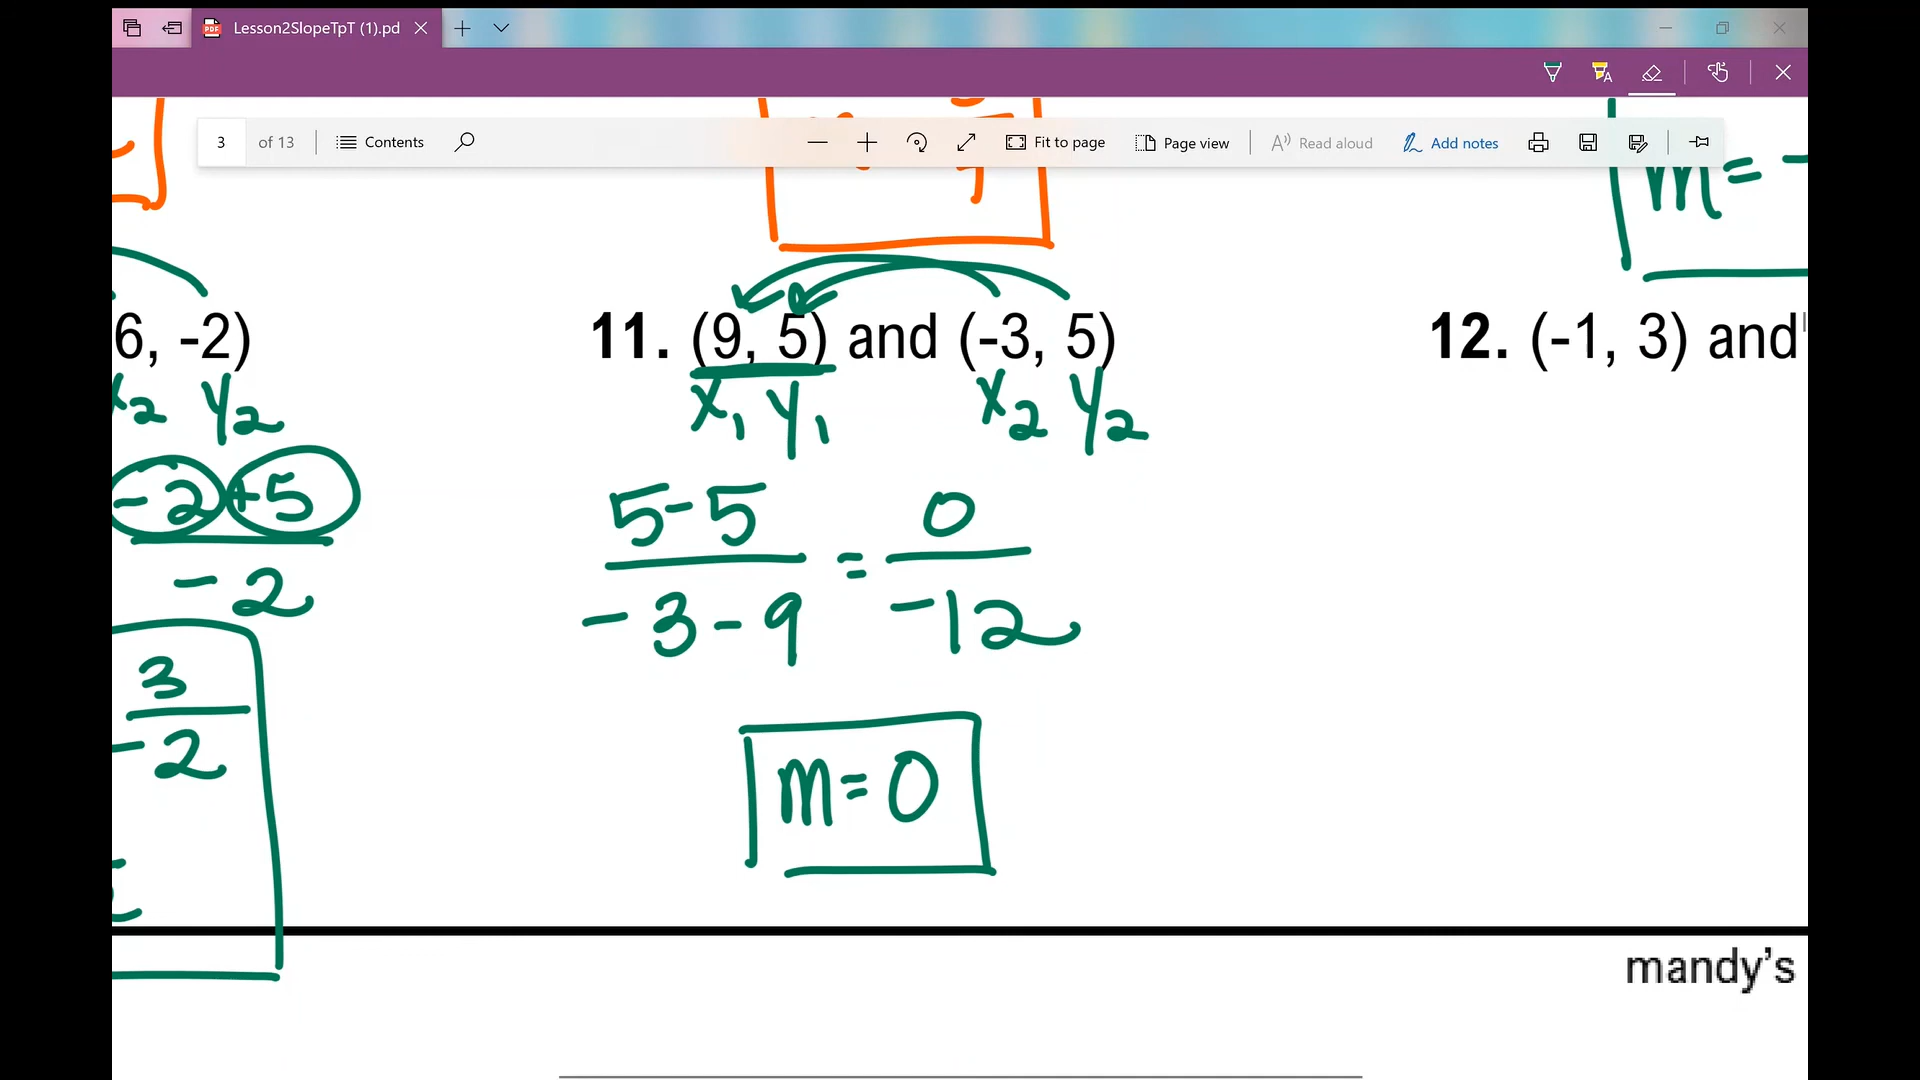 Lesson2SlopeTpT (1).pd
3 of 13 Contents Fit to page Page view Read aloud Add notes
m = -
6, -2)
x2 y2
-2 +5
-2
3
-2
11. (9, 5) and (-3, 5)
x1 y1 x2 y2
5-5 = 0
-3-9 -12
m=0
12. (-1, 3) and
mandy's